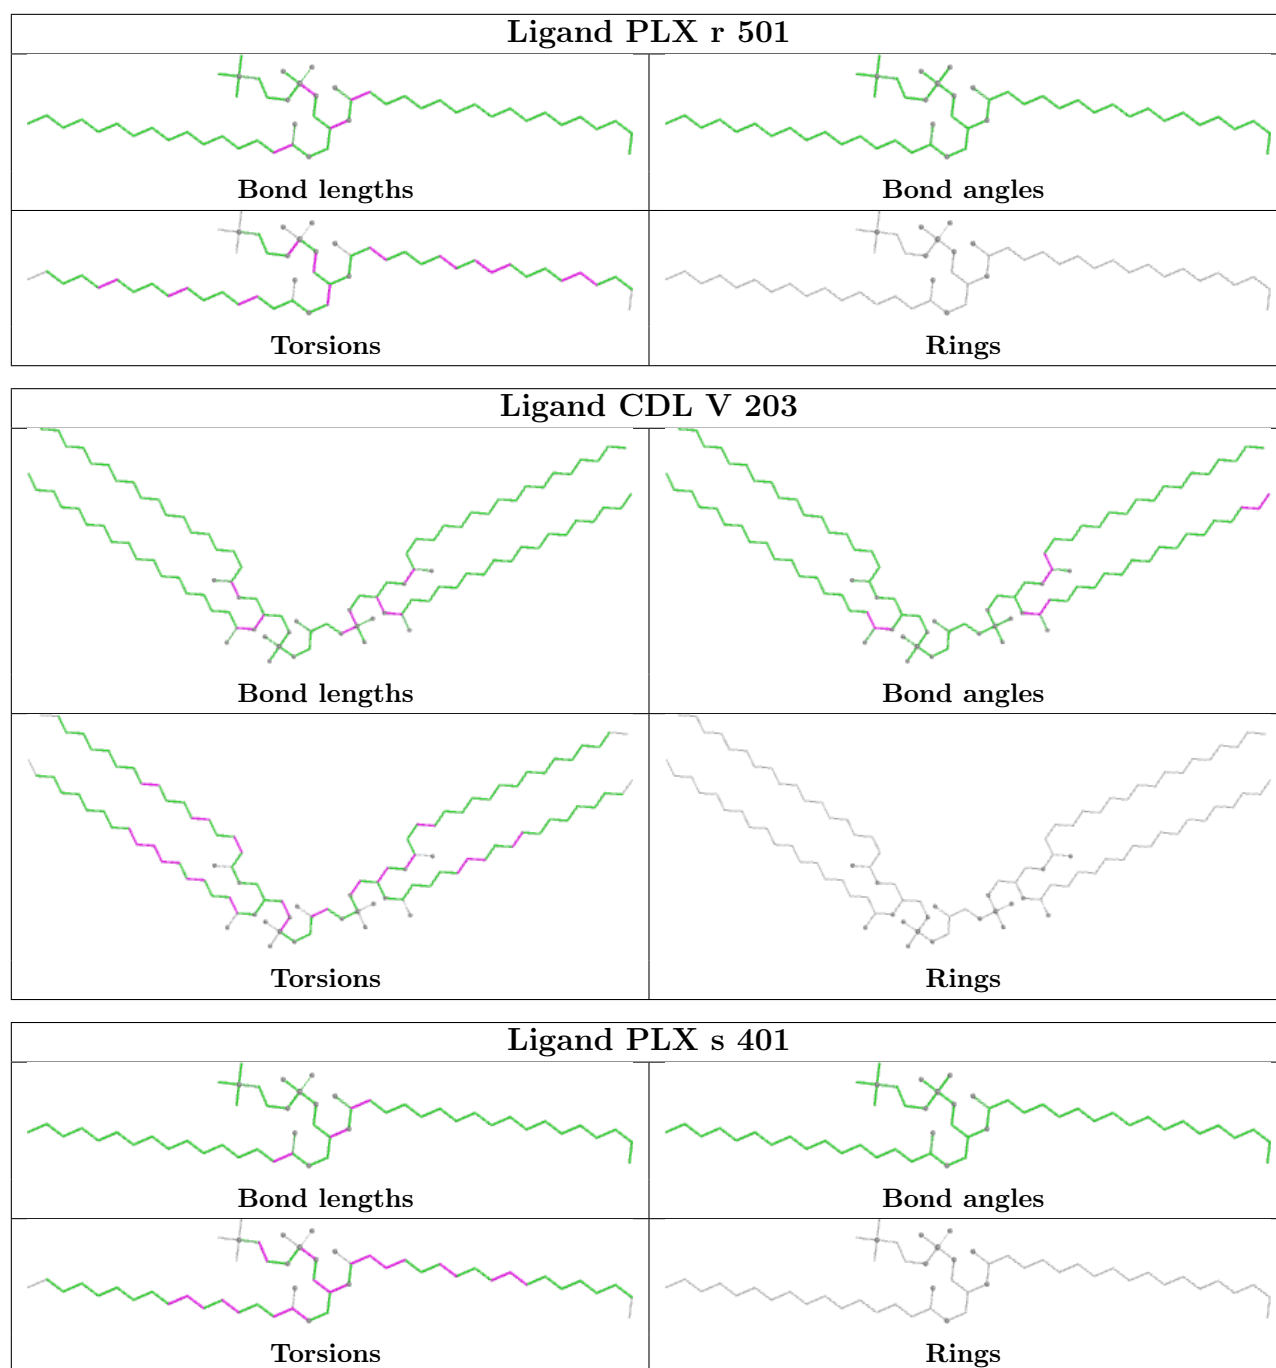 Ligand PLX r 501
Bond lengths
Bond angles
Torsions
Rings
Ligand CDL V 203
Bond lengths
Bond angles
Torsions
Rings
Ligand PLX s 401
Bond lengths
Bond angles
Torsions
Rings